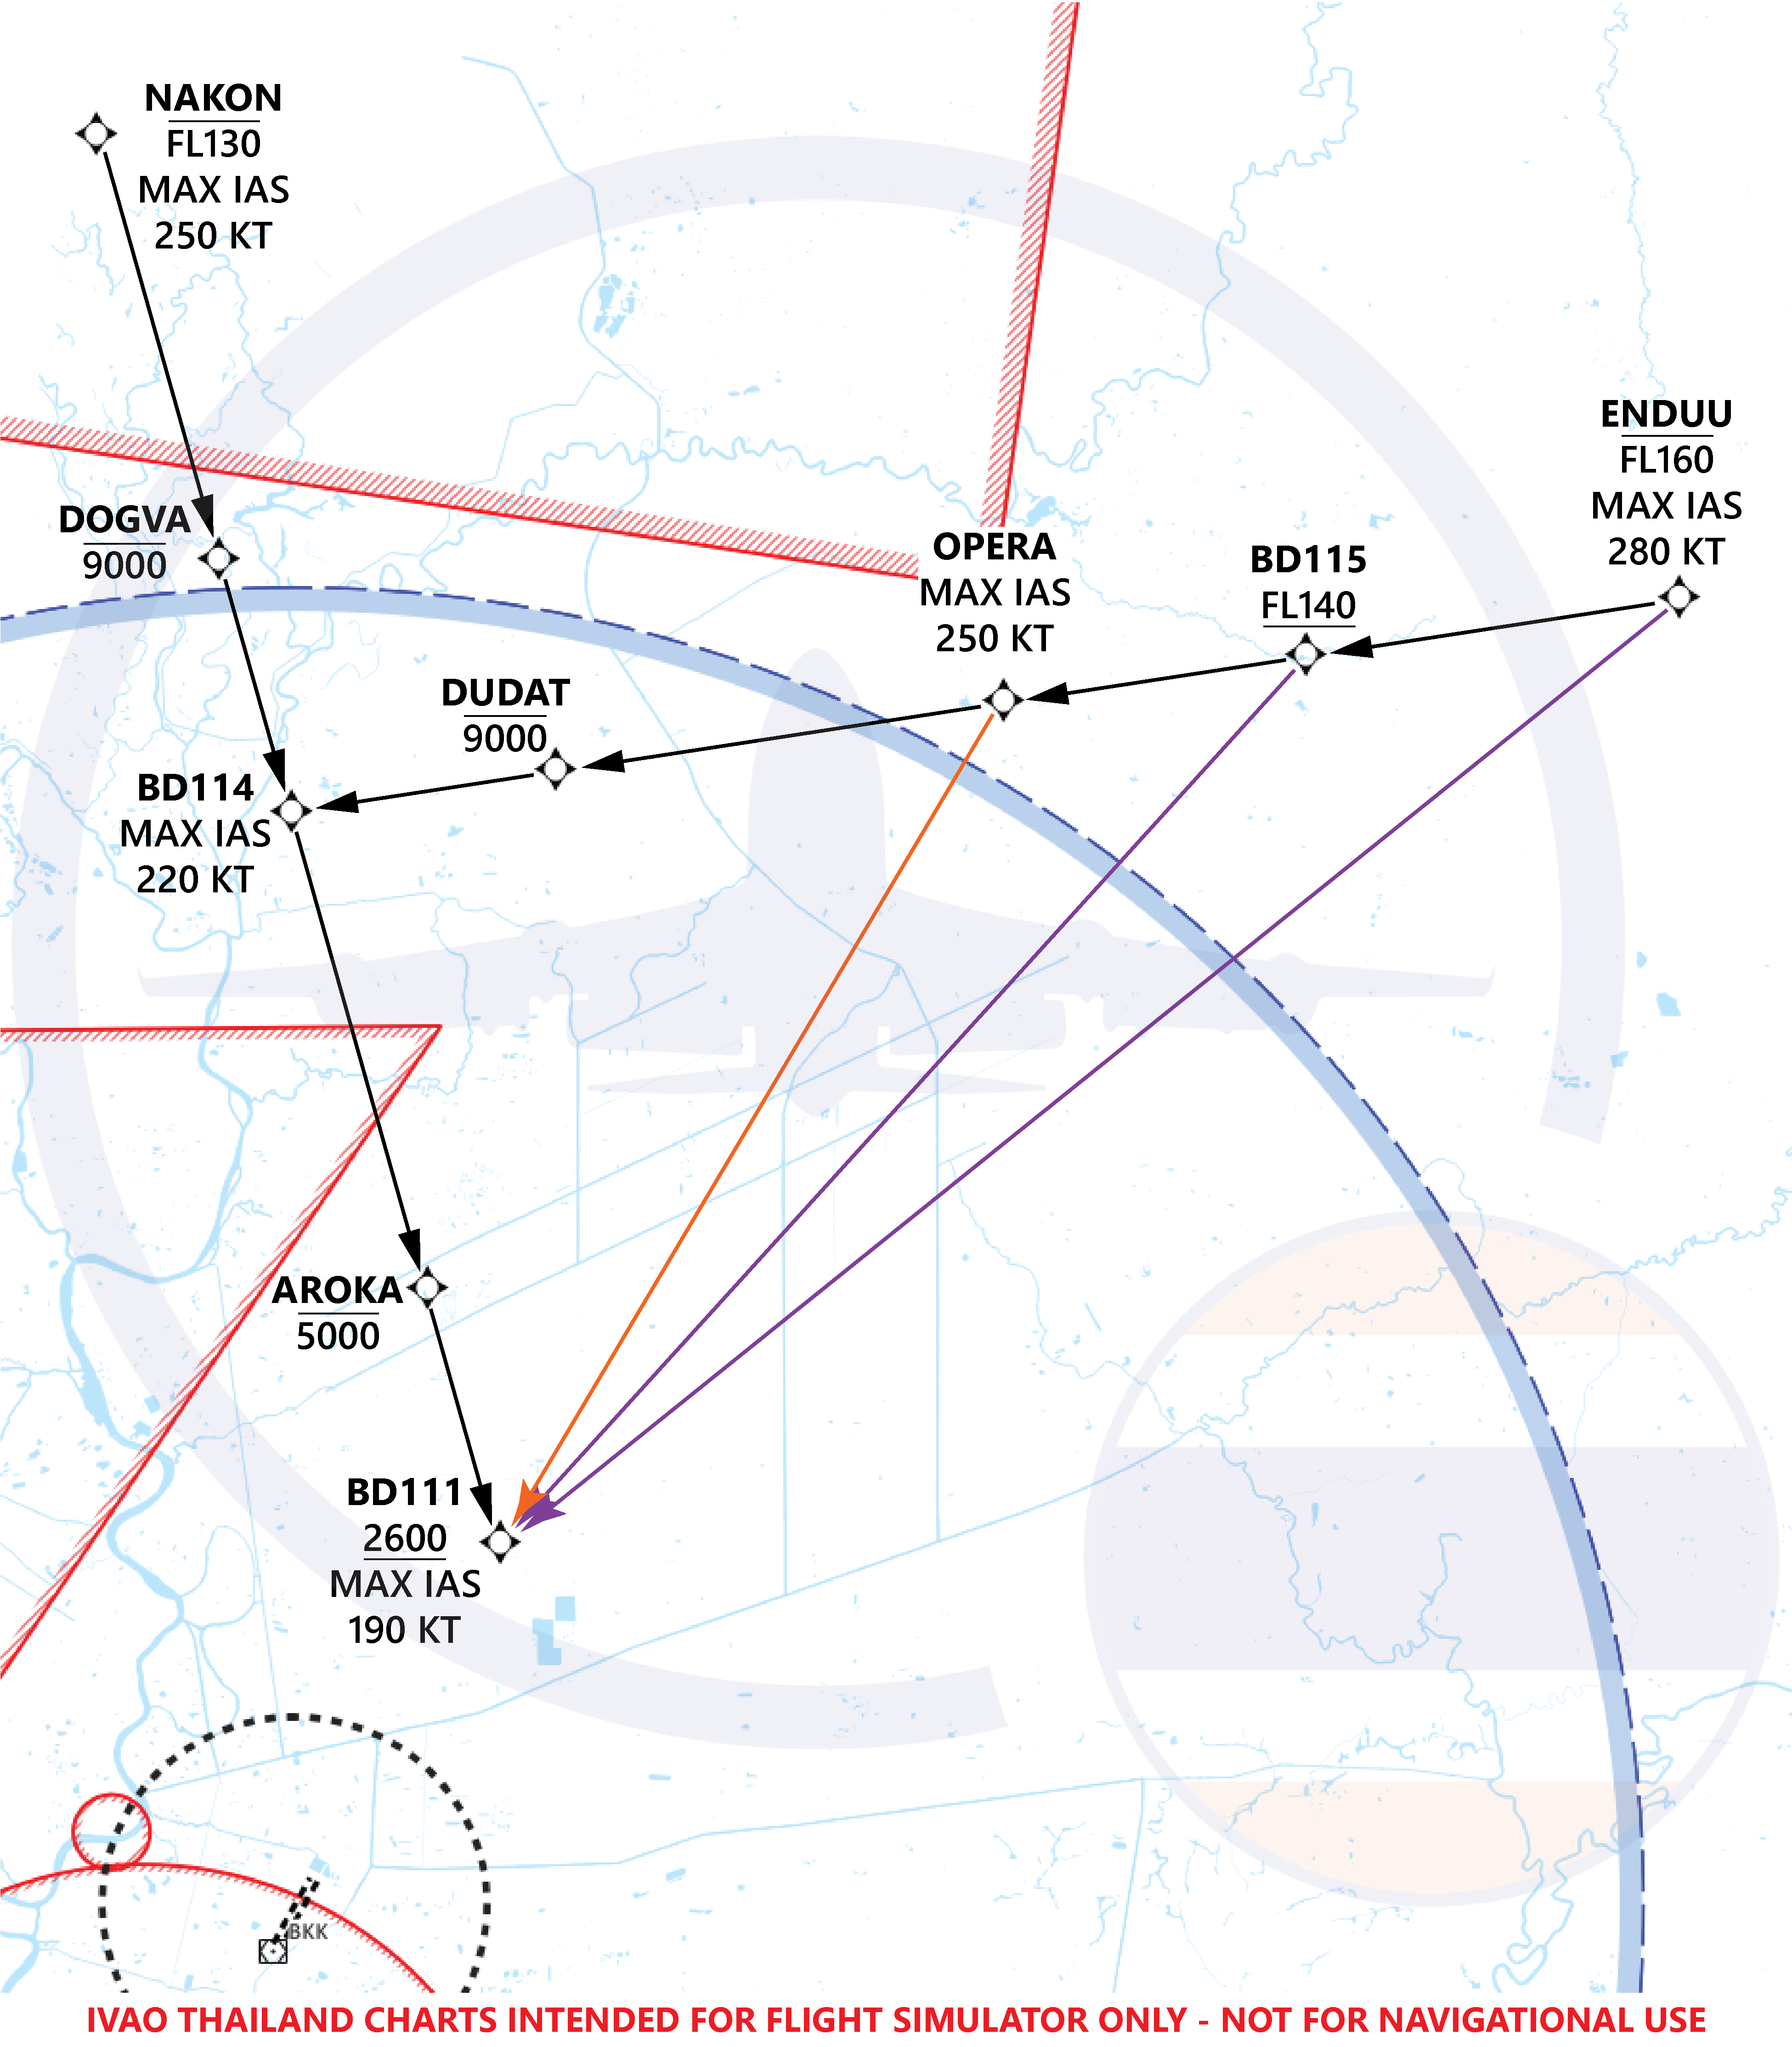 NAKON
FL130
MAX IAS
250 KT
ENDUU
FL160
MAX IAS
280 KT
DOGVA
9000
OPERA
MAX IAS
250 KT
BD115
FL140
DUDAT
9000
BD114
MAX IAS
220 KT
AROKA
5000
BD111
2600
MAX IAS
190 KT
BKK
IVAO THAILAND CHARTS INTENDED FOR FLIGHT SIMULATOR ONLY - NOT FOR NAVIGATIONAL USE